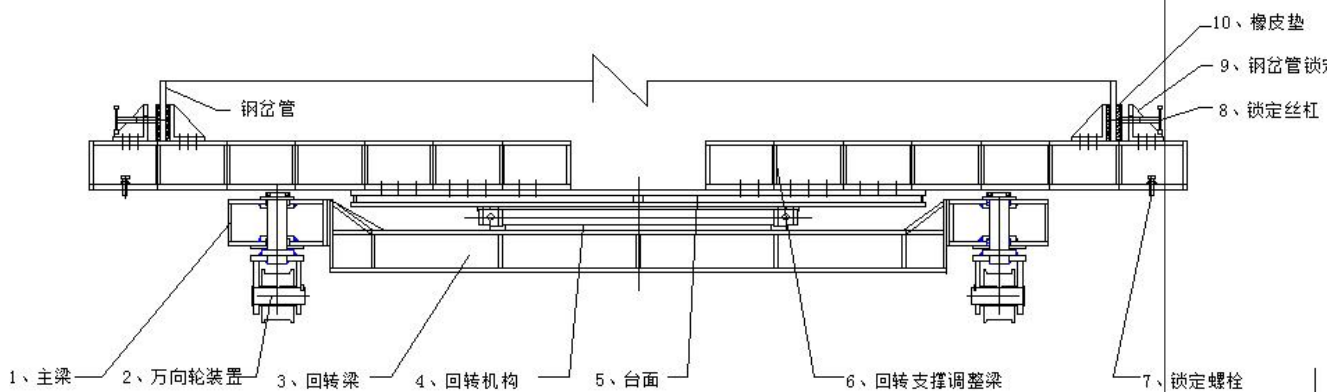 10、橡皮垫
9、钢岔管锁定
钢岔管
8、锁定丝杠
1、主梁
2、万向轮装置
3、回转梁
4、回转机构
5、台面
6、回转支撑调整梁
7、锁定螺栓